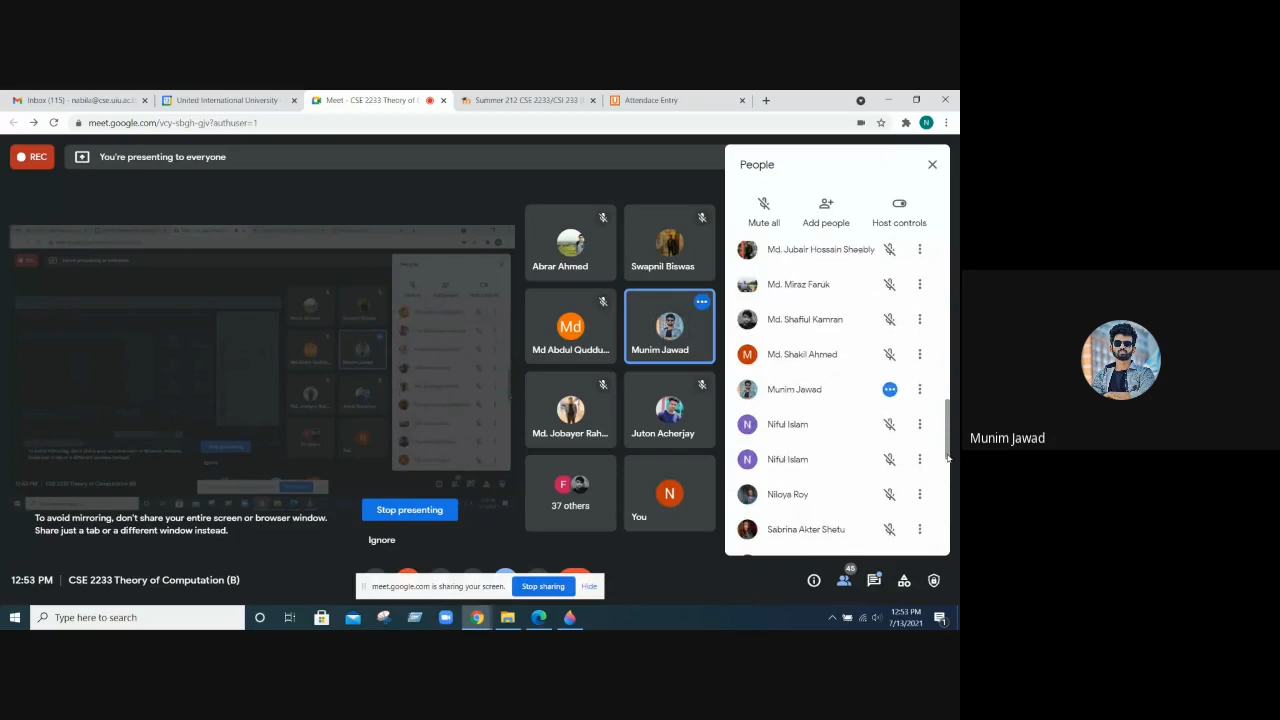 Inbox (115) - nabila@cse.uiu.ac.b
United International University -
Meet - CSE 2233 Theory of C
Summer 212 CSE 2233/CSI 233 (I
Attendace Entry
meet.google.com/vcy-sbgh-gjv?authuser=1
N
REC
You're presenting to everyone
People
Mute all
Add people
Host controls
Md. Jubair Hossain Sheebly
Md. Miraz Faruk
Md. Shafiul Kamran
M
Md. Shakil Ahmed
Munim Jawad
N
Niful Islam
N
Niful Islam
Niloya Roy
Sabrina Akter Shetu
Abrar Ahmed
Swapnil Biswas
Md
Md Abdul Quddu...
Munim Jawad
Md. Jobayer Rah...
Juton Acherjay
F
37 others
N
You
To avoid mirroring, don't share your entire screen or browser window.
Share just a tab or a different window instead.
Stop presenting
Ignore
12:53 PM | CSE 2233 Theory of Computation (B)
meet.google.com is sharing your screen.
Stop sharing
Hide
45
Type here to search
12:53 PM
7/13/2021
1
Munim Jawad